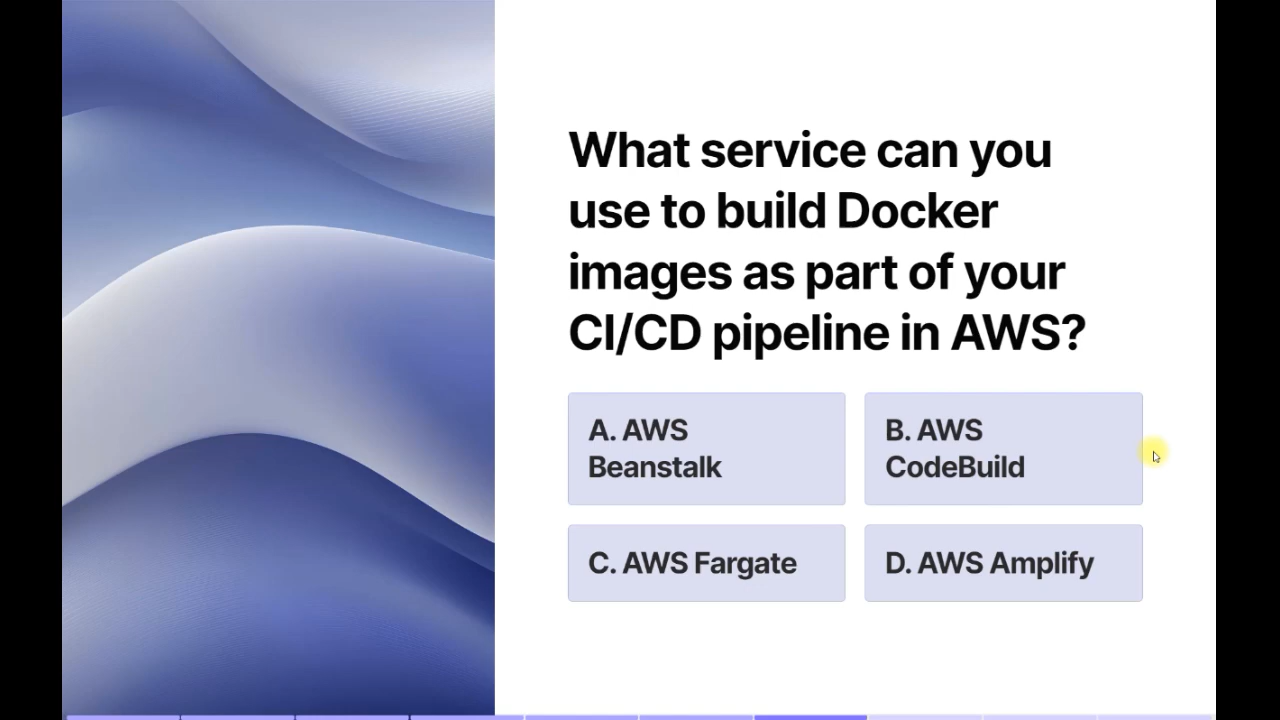 What service can you
use to build Docker
images as part of your
CI/CD pipeline in AWS?
A. AWS
Beanstalk
B. AWS
CodeBuild
C. AWS Fargate
D. AWS Amplify